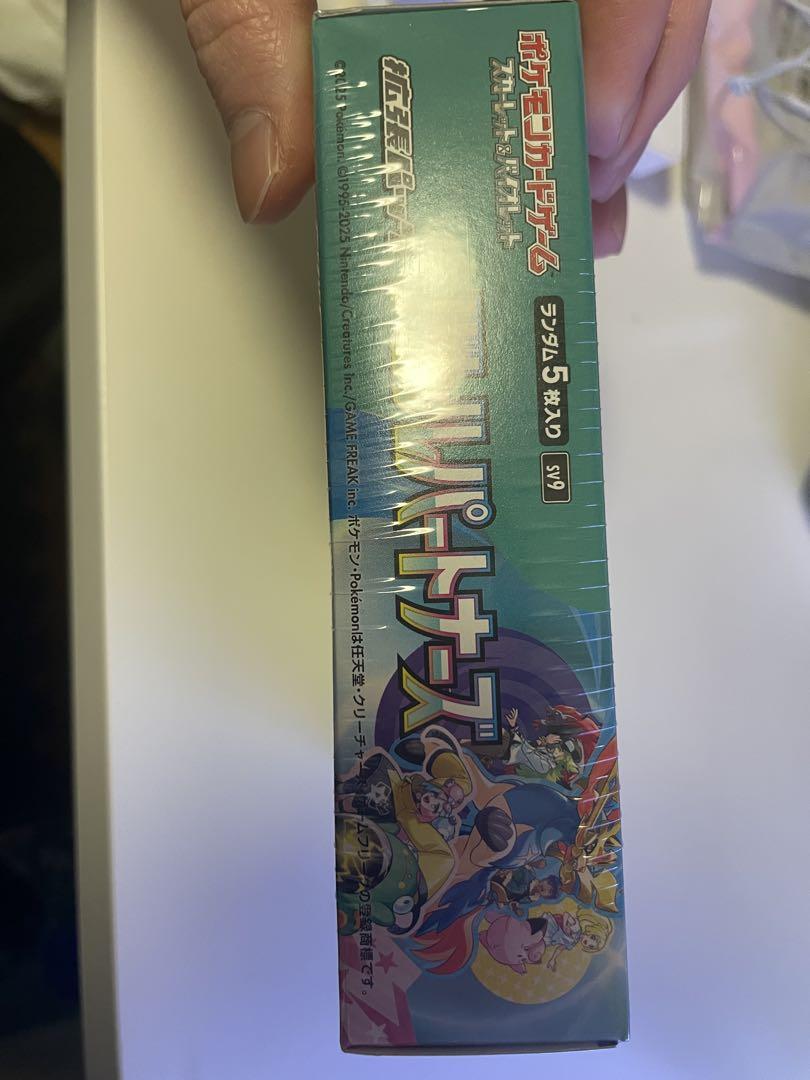 ポケモンカードゲーム
スカーレット&バイオレット
ランダム5枚入り
SV9
拡張パック
ルパートナーズ
©2025 Pokémon. ©1995-2025 Nintendo/Creatures Inc./GAME FREAK inc. ポケモン・Pokémonは任天堂・クリーチャーズ・ゲームフリークの登録商標です。